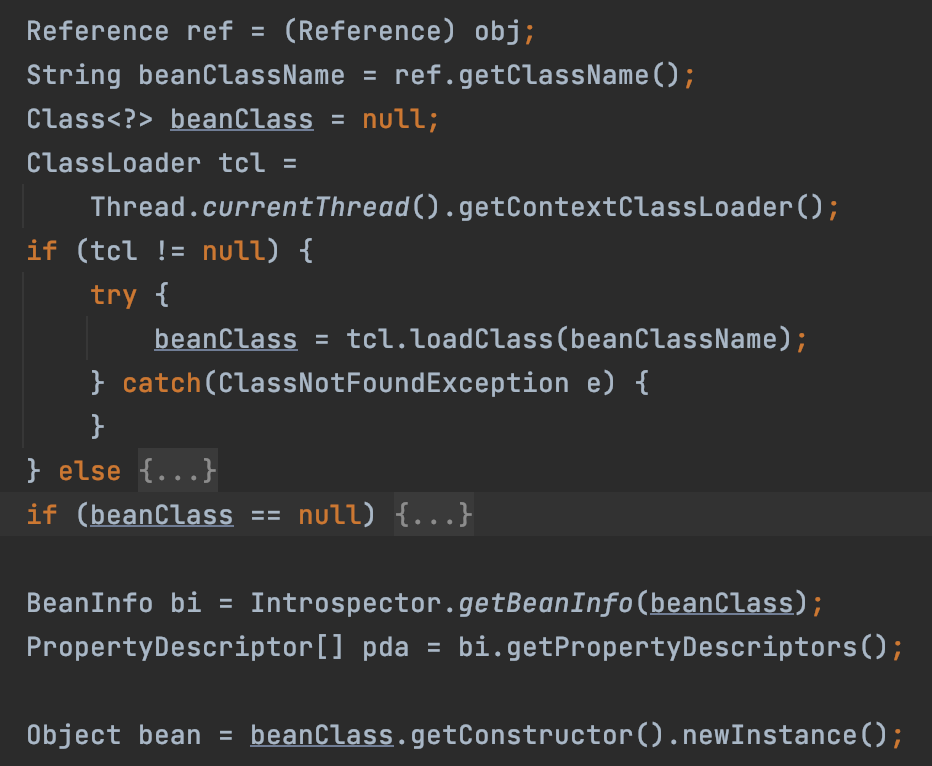 Reference ref = (Reference) obj;
String beanClassName = ref.getClassName();
Class<?> beanClass = null;
ClassLoader tcl =
    Thread.currentThread().getContextClassLoader();
if (tcl != null) {
    try {
        beanClass = tcl.loadClass(beanClassName);
    } catch(ClassNotFoundException e) {
    }
} else {...}
if (beanClass == null) {...}

BeanInfo bi = Introspector.getBeanInfo(beanClass);
PropertyDescriptor[] pda = bi.getPropertyDescriptors();

Object bean = beanClass.getConstructor().newInstance();